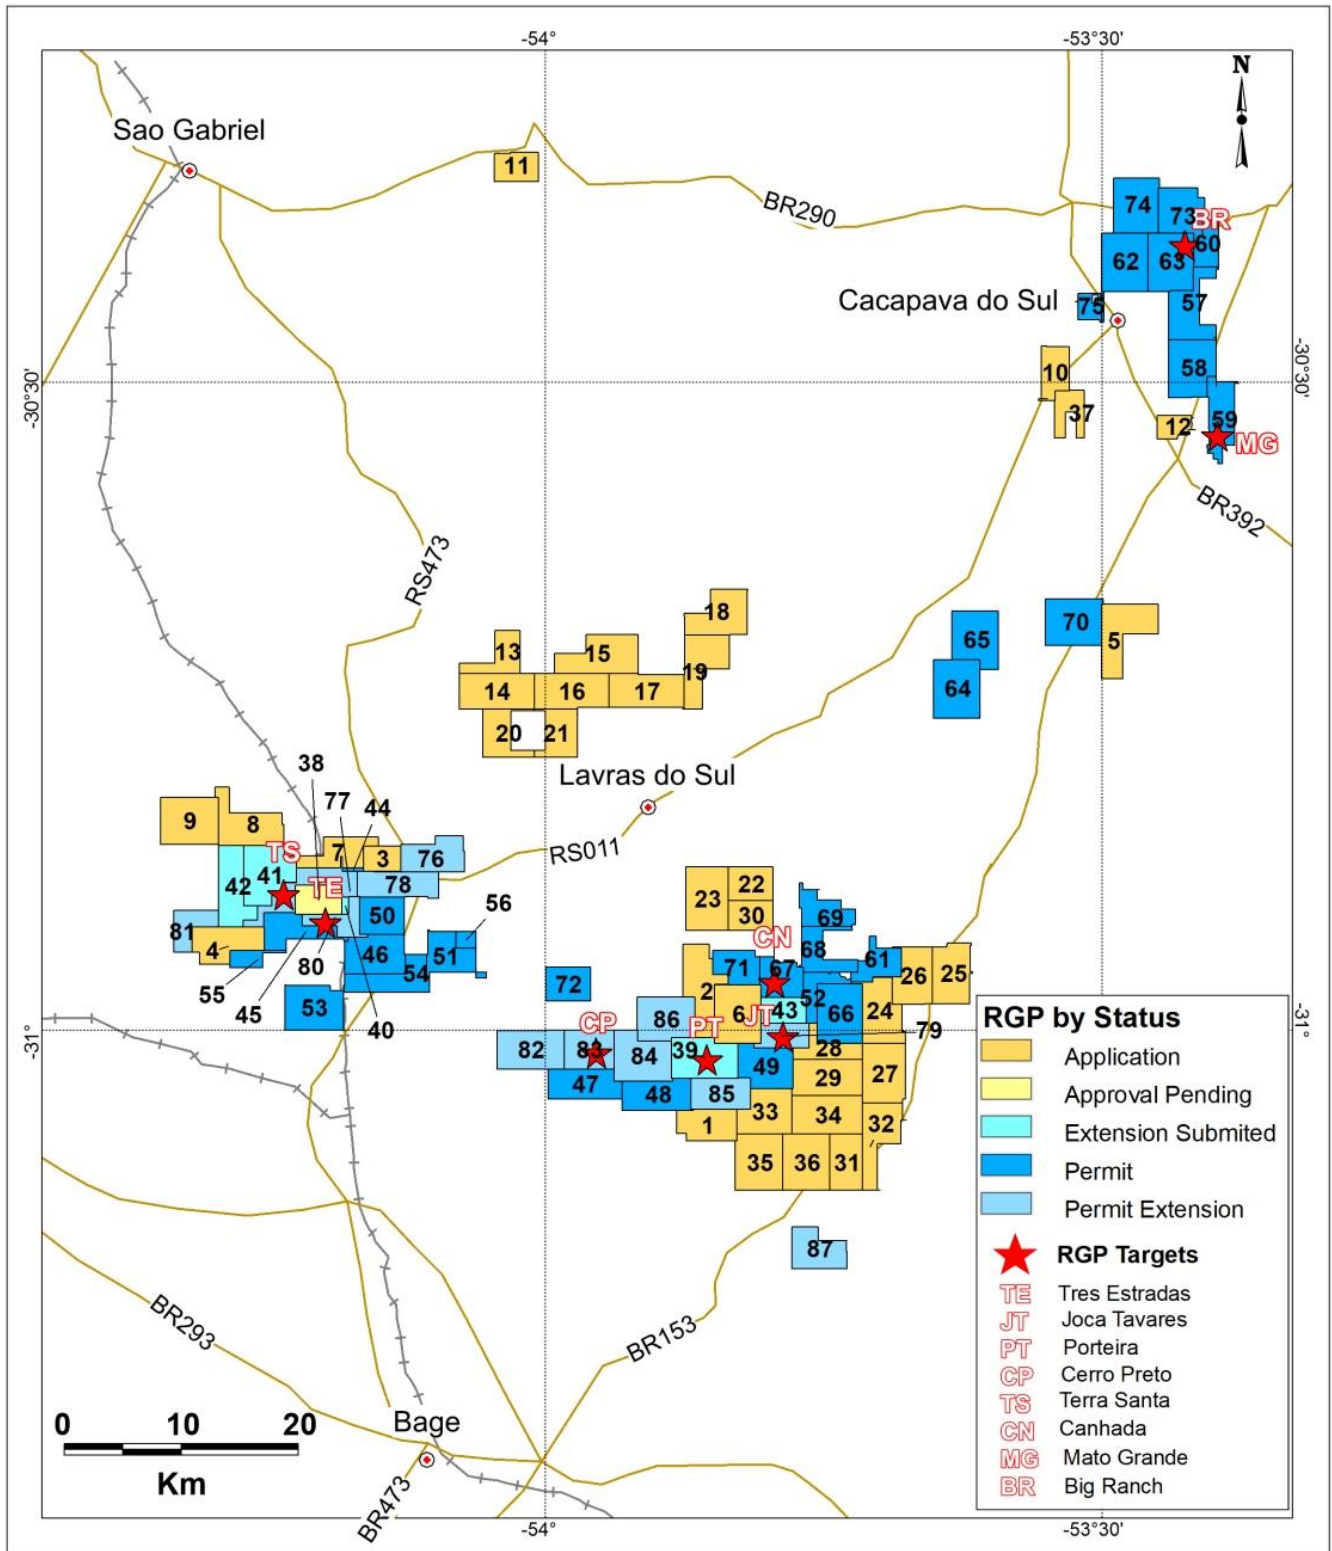 -54°
-53°30'
N
Sao Gabriel
11
BR290
74
73
BR
60
62
63
57
Cacapava do Sul
75
-30°30'
-30°30'
10
58
37
12
59
MG
BR392
RS473
18
13
15
19
14
16
17
20
21
65
64
70
5
Lavras do Sul
RS011
38
77
44
9
8
TS
7
3
76
41
42
TE
78
50
56
81
4
46
51
54
80
55
45
53
40
23
22
30
CN
69
68
71
67
61
26
25
72
2
6
43
52
66
24
JT
86
PT
CP
79
82
83
84
39
49
28
27
29
47
48
85
33
34
32
1
35
36
31
87
-31°
-31°
BR153
BR293
Bage
BR473
0 10 20
Km
RGP by Status
Application
Approval Pending
Extension Submited
Permit
Permit Extension
RGP Targets
TE Tres Estradas
JT Joca Tavares
PT Porteira
CP Cerro Preto
TS Terra Santa
CN Canhada
MG Mato Grande
BR Big Ranch
-54°
-53°30'